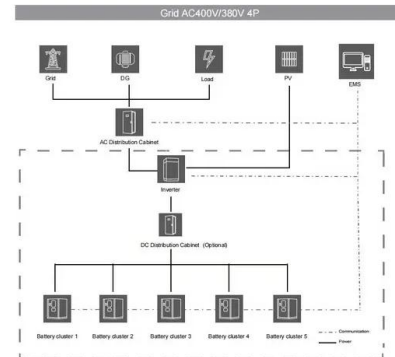 Grid AC400V/380V 4P
Grid
DG
Load
PV
EMS
AC Distribution Cabinet
Inverter
DC Distribution Cabinet (Optional)
Battery cluster 1
Battery cluster 2
Battery cluster 3
Battery cluster 4
Battery cluster 5
Communication
Power